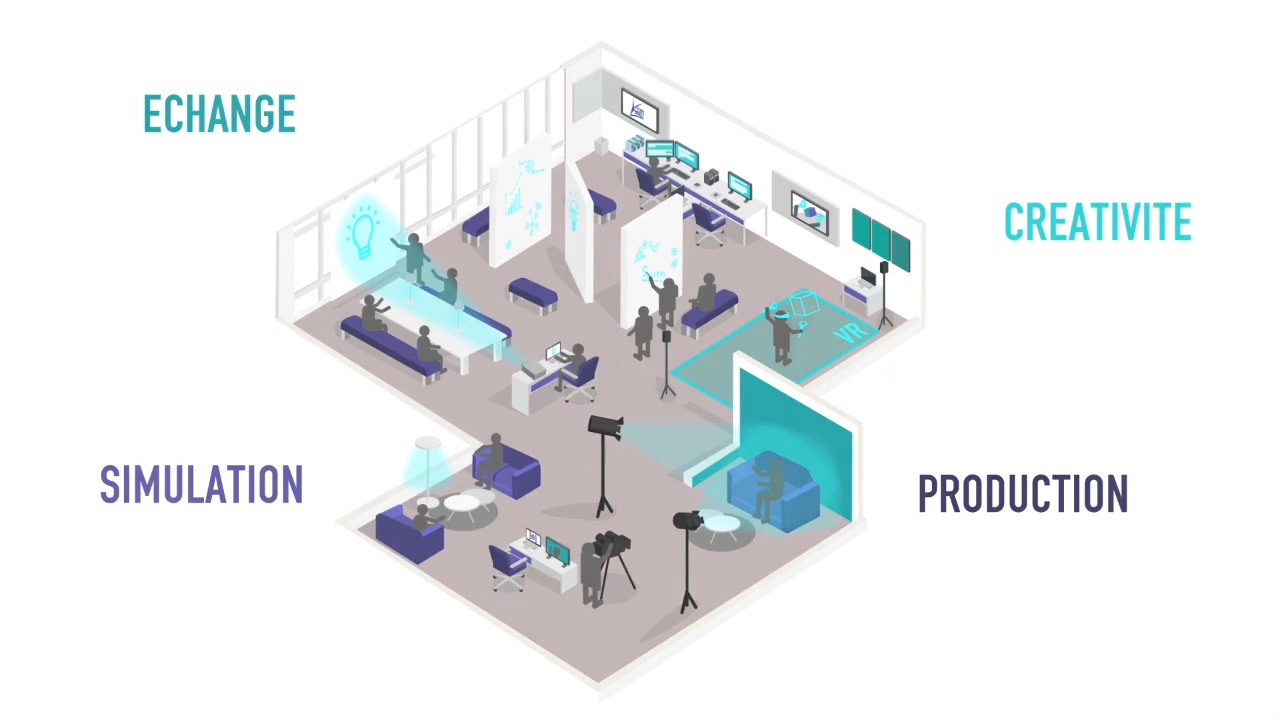 ECHANGE
CREATIVITE
VR
SIMULATION
PRODUCTION